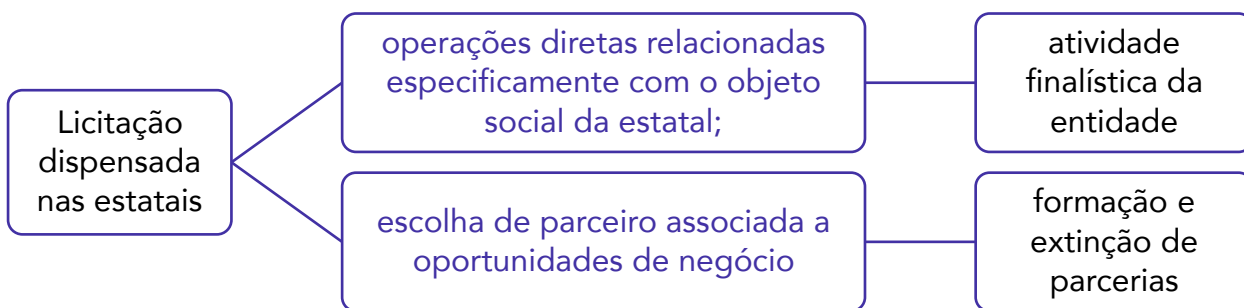 Licitação
dispensada
nas estatais
operações diretas relacionadas
especificamente com o objeto
social da estatal;
atividade
finalística da
entidade
escolha de parceiro associada a
oportunidades de negócio
formação e
extinção de
parcerias